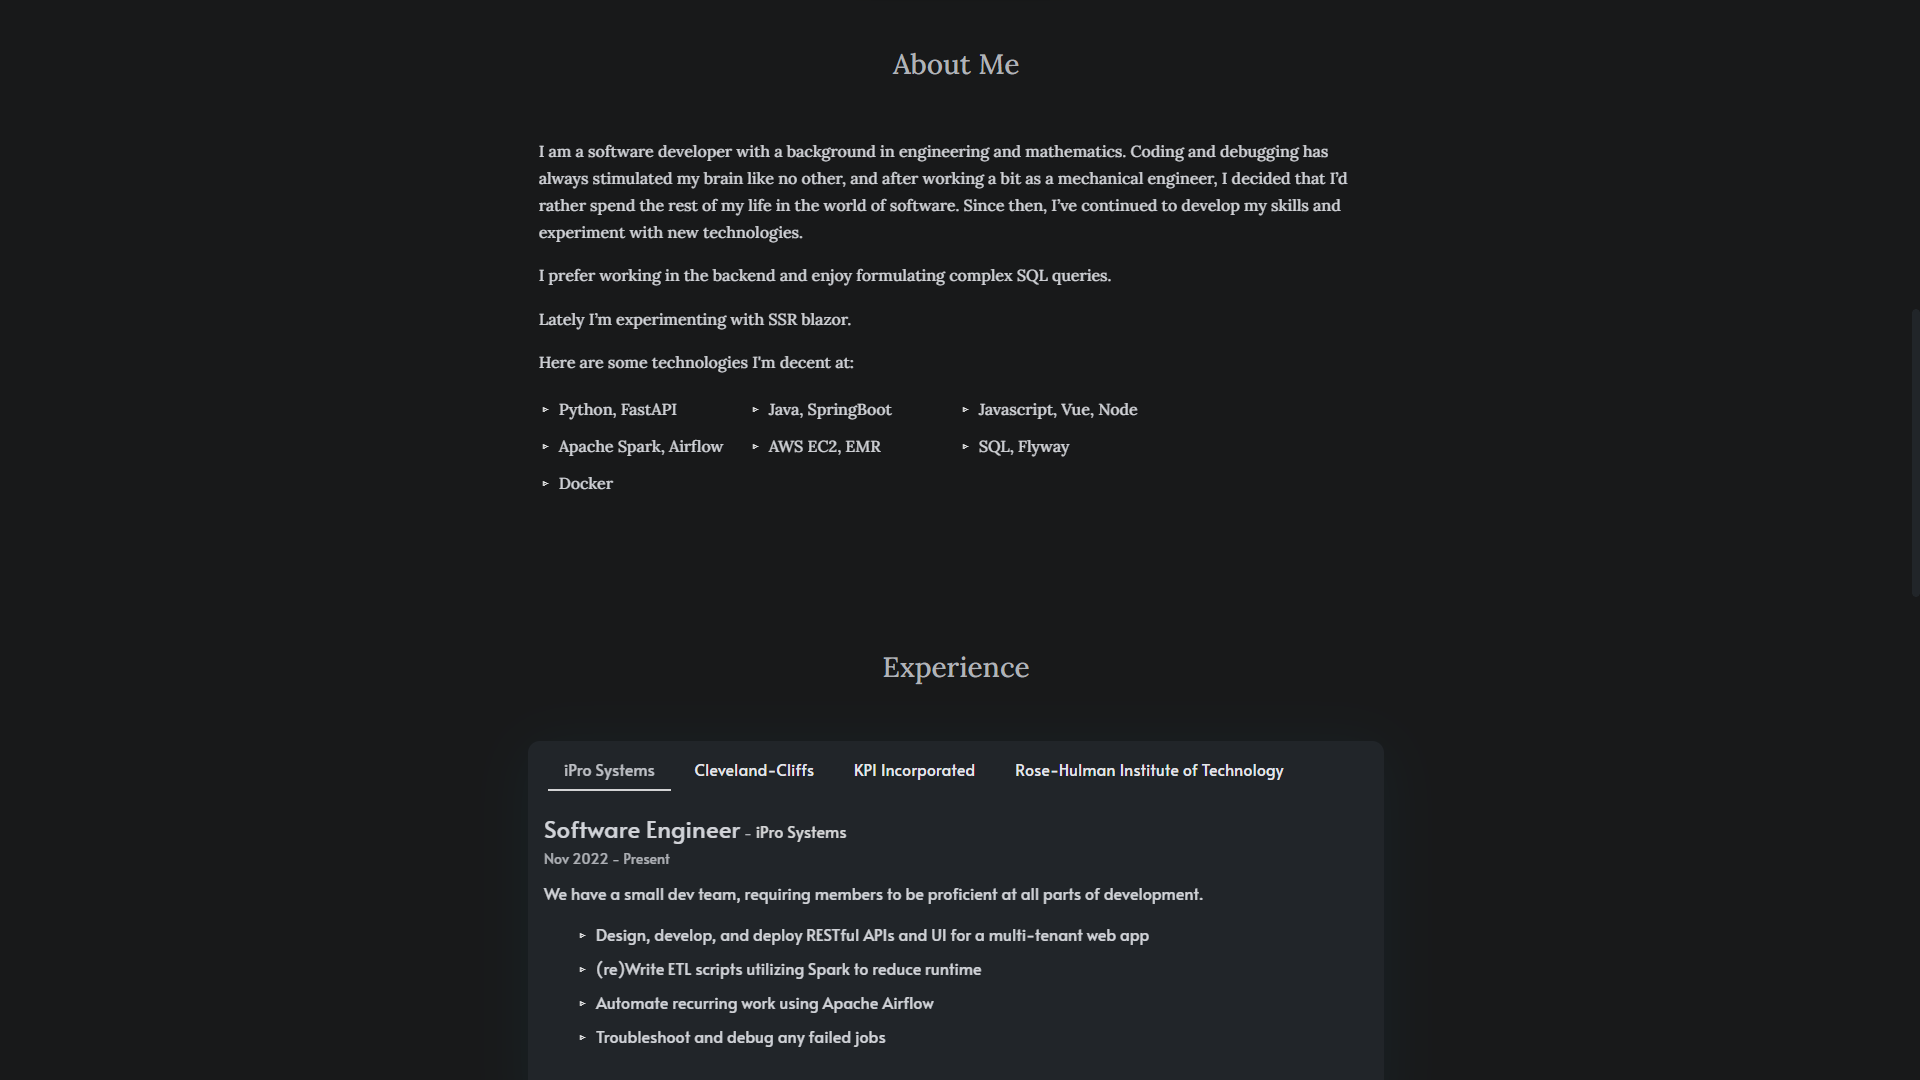 About Me
I am a software developer with a background in engineering and mathematics. Coding and debugging has
always stimulated my brain like no other, and after working a bit as a mechanical engineer, I decided that I’d
rather spend the rest of my life in the world of software. Since then, I’ve continued to develop my skills and
experiment with new technologies.
I prefer working in the backend and enjoy formulating complex SQL queries.
Lately I’m experimenting with SSR blazor.
Here are some technologies I'm decent at:
▹ Python, FastAPI ▹ Java, SpringBoot ▹ Javascript, Vue, Node
▹ Apache Spark, Airflow ▹ AWS EC2, EMR ▹ SQL, Flyway
▹ Docker
Experience
iPro Systems Cleveland-Cliffs KPI Incorporated Rose-Hulman Institute of Technology
Software Engineer - iPro Systems
Nov 2022 - Present
We have a small dev team, requiring members to be proficient at all parts of development.
▹ Design, develop, and deploy RESTful APIs and UI for a multi-tenant web app
▹ (re)Write ETL scripts utilizing Spark to reduce runtime
▹ Automate recurring work using Apache Airflow
▹ Troubleshoot and debug any failed jobs